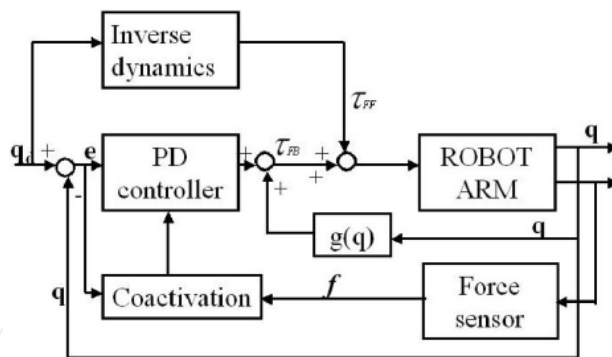 Inverse
dynamics
τFF
q
qd
+
e
PD
controller
+
τFB
+
ROBOT
ARM
-
+
+
g(q)
q
q
Coactivation
f
Force
sensor